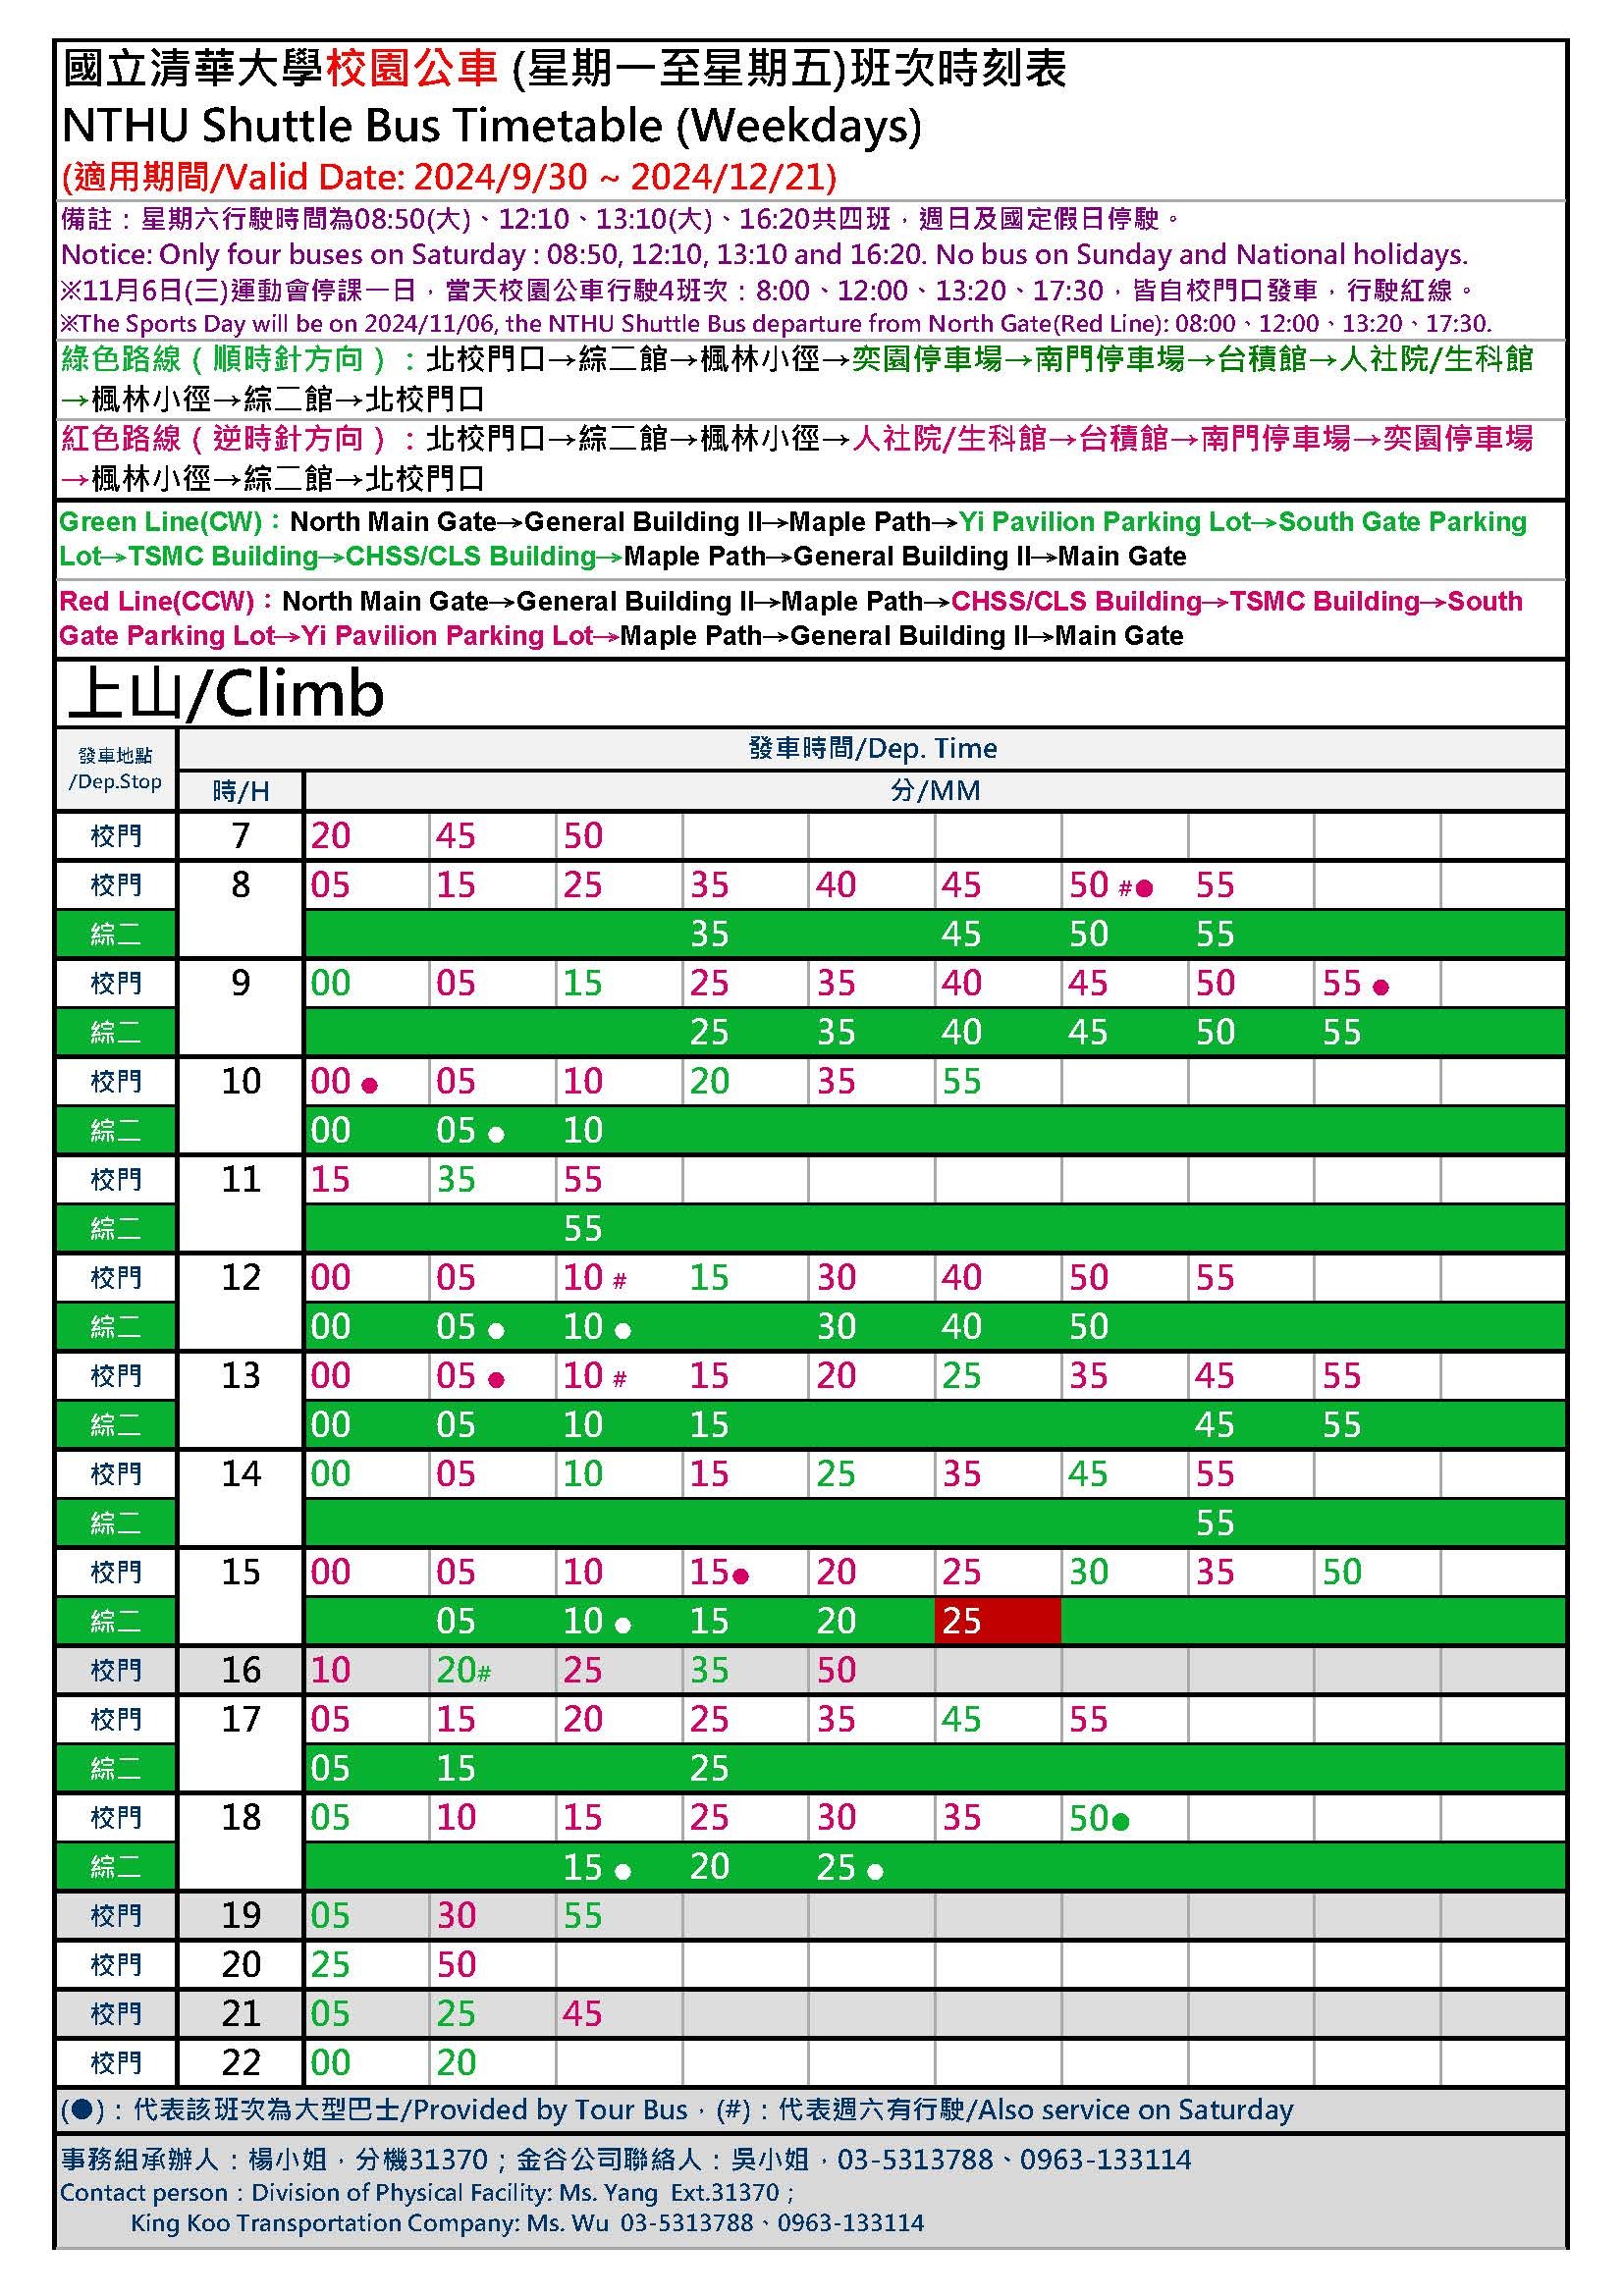 國立清華大學校園公車 (星期一至星期五)班次時刻表
NTHU Shuttle Bus Timetable (Weekdays)
(適用期間/Valid Date: 2024/9/30 ~ 2024/12/21)
備註：星期六行駛時間為08:50(大)、12:10、13:10(大)、16:20共四班，週日及國定假日停駛。
Notice: Only four buses on Saturday : 08:50, 12:10, 13:10 and 16:20. No bus on Sunday and National holidays.
※11月6日(三)運動會停課一日，當天校園公車行駛4班次：8:00、12:00、13:20、17:30，皆自校門口發車，行駛紅線。
※The Sports Day will be on 2024/11/06, the NTHU Shuttle Bus departure from North Gate(Red Line): 08:00、12:00、13:20、17:30.
綠色路線（順時針方向）：北校門口→綜二館→楓林小徑→奕園停車場→南門停車場→台積館→人社院/生科館
→楓林小徑→綜二館→北校門口
紅色路線（逆時針方向）：北校門口→綜二館→楓林小徑→人社院/生科館→台積館→南門停車場→奕園停車場
→楓林小徑→綜二館→北校門口
Green Line(CW)：North Main Gate→General Building II→Maple Path→Yi Pavilion Parking Lot→South Gate Parking
Lot→TSMC Building→CHSS/CLS Building→Maple Path→General Building II→Main Gate
Red Line(CCW)：North Main Gate→General Building II→Maple Path→CHSS/CLS Building→TSMC Building→South
Gate Parking Lot→Yi Pavilion Parking Lot→Maple Path→General Building II→Main Gate
上山/Climb
發車地點 發車時間/Dep. Time
/Dep.Stop 時/H 分/MM
校門 7 20 45 50
校門 8 05 15 25 35 40 45 50 #● 55
綜二 35 45 50 55
校門 9 00 05 15 25 35 40 45 50 55 ●
綜二 25 35 40 45 50 55
校門 10 00 ● 05 10 20 35 55
綜二 00 05 ● 10
校門 11 15 35 55
綜二 55
校門 12 00 05 10 # 15 30 40 50 55
綜二 00 05 ● 10 ● 30 40 50
校門 13 00 05 ● 10 # 15 20 25 35 45 55
綜二 00 05 10 15 45 55
校門 14 00 05 10 15 25 35 45 55
綜二 55
校門 15 00 05 10 15● 20 25 30 35 50
綜二 05 10 ● 15 20 25
校門 16 10 20# 25 35 50
校門 17 05 15 20 25 35 45 55
綜二 05 15 25
校門 18 05 10 15 25 30 35 50●
綜二 15 ● 20 25 ●
校門 19 05 30 55
校門 20 25 50
校門 21 05 25 45
校門 22 00 20
(●)：代表該班次為大型巴士/Provided by Tour Bus，(#)：代表週六有行駛/Also service on Saturday
事務組承辦人：楊小姐，分機31370；金谷公司聯絡人：吳小姐，03-5313788、0963-133114
Contact person：Division of Physical Facility: Ms. Yang Ext.31370；
King Koo Transportation Company: Ms. Wu 03-5313788、0963-133114